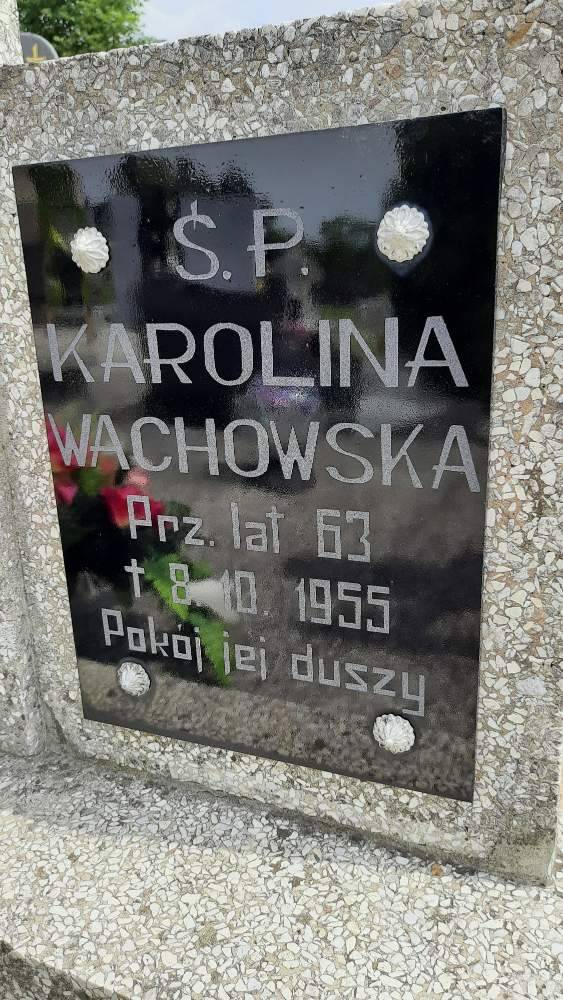 Ś.P.
KAROLINA
WACHOWSKA
Prz. lat 63
† 8.10.1955
Pokój jej duszy